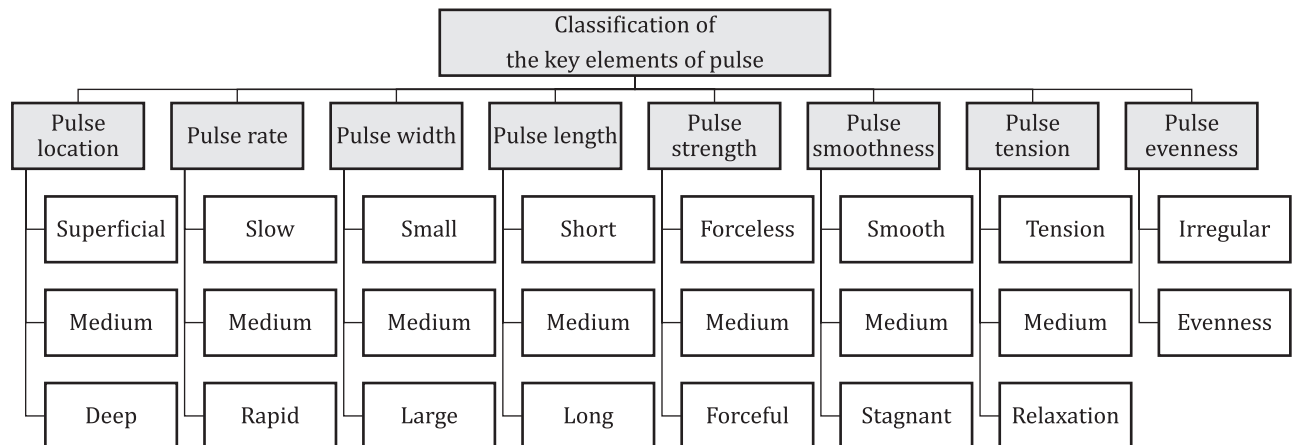 Classification of
the key elements of pulse
Pulse
location
Pulse rate
Pulse width
Pulse length
Pulse
strength
Pulse
smoothness
Pulse
tension
Pulse
evenness
Superficial
Slow
Small
Short
Forceless
Smooth
Tension
Irregular
Medium
Medium
Medium
Medium
Medium
Medium
Medium
Evenness
Deep
Rapid
Large
Long
Forceful
Stagnant
Relaxation